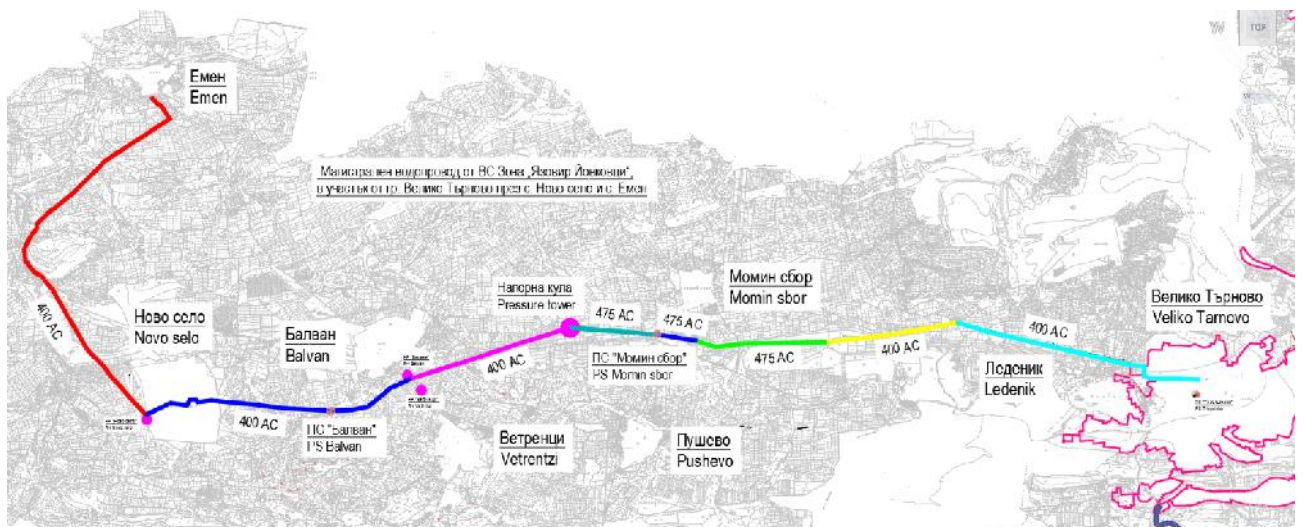 Емен
Emen
TOP
Магистрален водопровод от ВС Зона „Язовир Йовковци“,
в участък от гр. Велико Търново през с. Ново село и с. Емен
400 AC
Ново село
Novo selo
Балван
Balvan
400 AC
ПС "Балван"
PS Balvan
400 AC
Напорна кула
Pressure tower
475 AC
475 AC
ПС "Момин сбор"
PS Momin sbor
Момин сбор
Momin sbor
475 AC
400 AC
400 AC
Велико Търново
Veliko Tarnovo
Леденик
Ledenik
Ветренци
Vetrentzi
Пушево
Pushevo